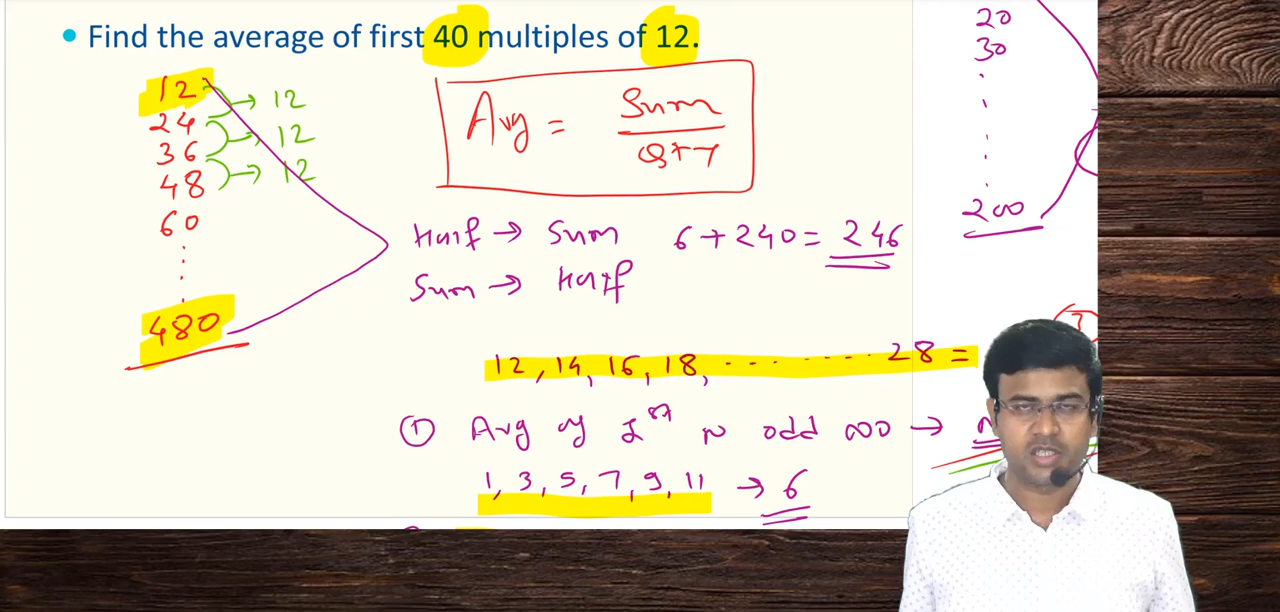 • Find the average of first 40 multiples of 12.
12
24 → 12
36 → 12
48 → 12
60
480
Avg = Sum
Qty
Half → Sum 6 + 240 = 246
Sum → Half
12, 14, 16, 18, ........ 28 =
① Avg of 1st n odd no →
1, 3, 5, 7, 9, 11 → 6
20
30
200